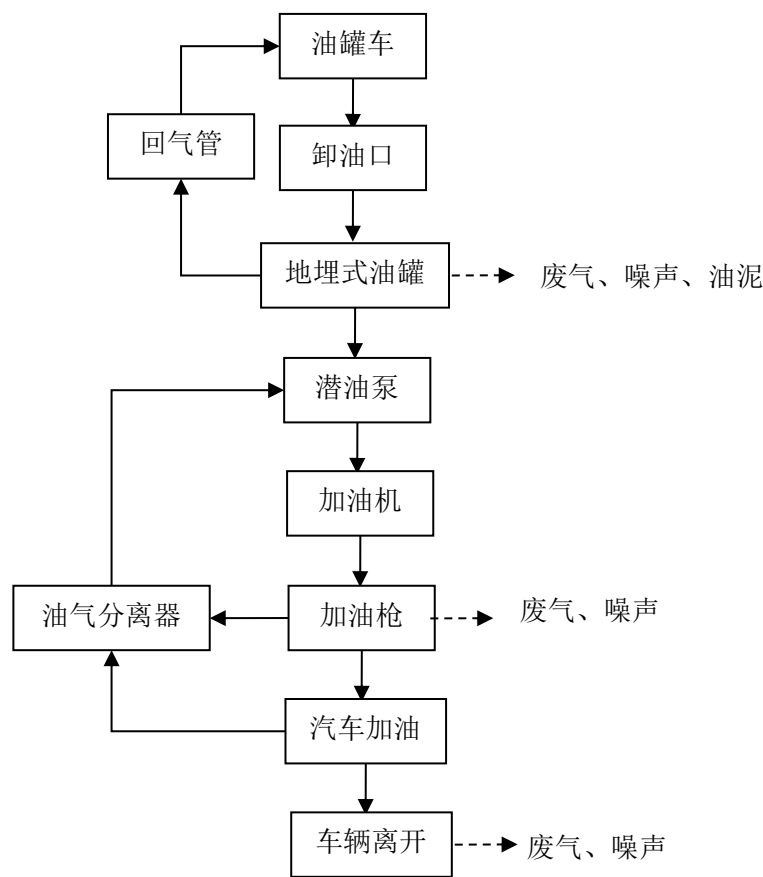 油罐车
回气管
卸油口
地埋式油罐
废气、噪声、油泥
潜油泵
加油机
油气分离器
加油枪
废气、噪声
汽车加油
车辆离开
废气、噪声